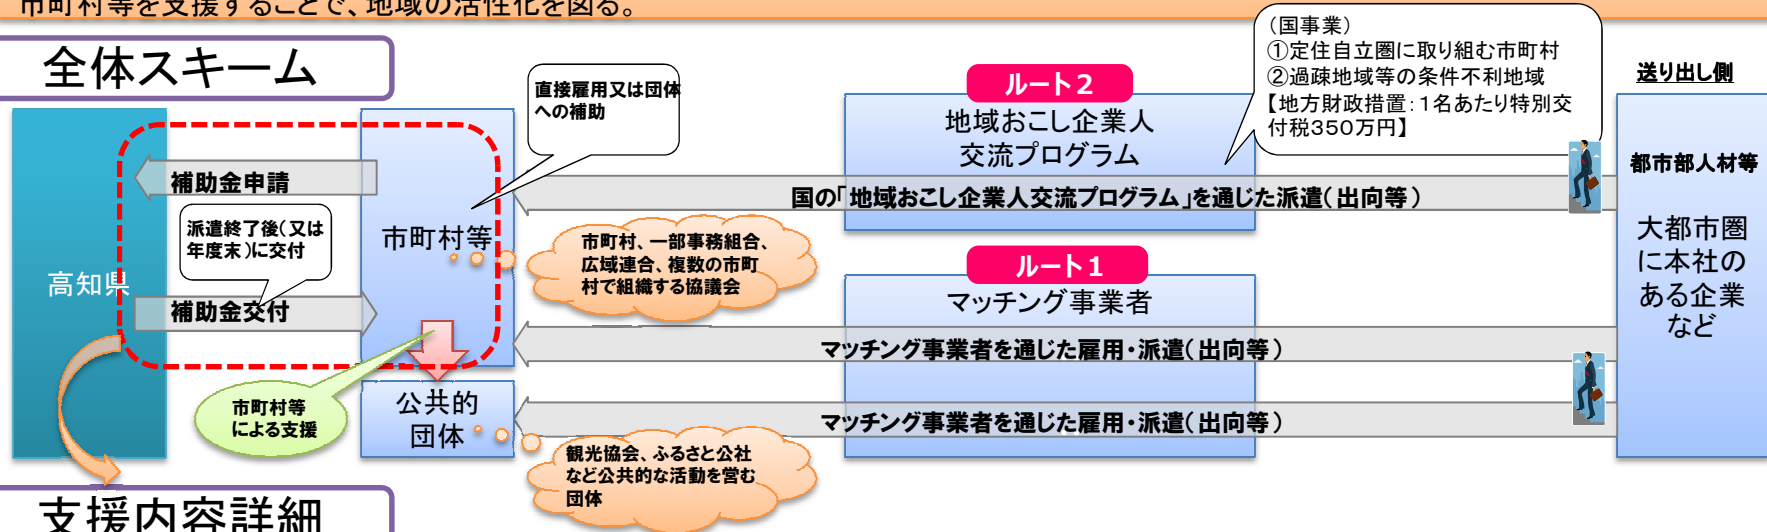 市町村等を支援することで、地域の活性化を図る。
全体スキーム
(国事業)
①定住自立圏に取り組む市町村
②過疎地域等の条件不利地域
【地方財政措置：1名あたり特別交
付税350万円】
送り出し側
直接雇用又は団体
への補助
ルート2
地域おこし企業人
交流プログラム
都市部人材等
補助金申請
国の「地域おこし企業人交流プログラム」を通じた派遣(出向等)
派遣終了後(又は
年度末)に交付
市町村等
市町村、一部事務組合、
広域連合、複数の市町
村で組織する協議会
大都市圏
に本社の
ある企業
など
高知県
ルート1
マッチング事業者
補助金交付
マッチング事業者を通じた雇用・派遣(出向等)
市町村等
による支援
公共的
団体
マッチング事業者を通じた雇用・派遣(出向等)
観光協会、ふるさと公社
など公共的な活動を営む
団体
支援内容詳細